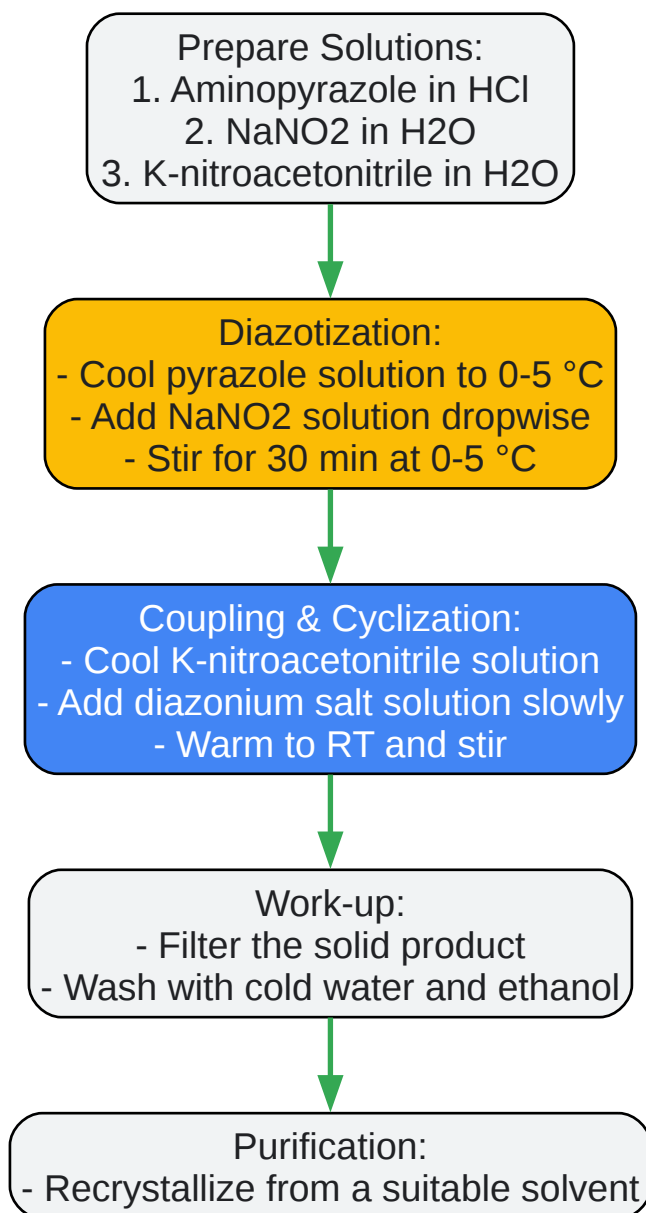 Prepare Solutions:
1. Aminopyrazole in HCl
2. NaNO2 in H2O
3. K-nitroacetonitrile in H2O
Diazotization:
- Cool pyrazole solution to 0-5 °C
- Add NaNO2 solution dropwise
- Stir for 30 min at 0-5 °C
Coupling & Cyclization:
- Cool K-nitroacetonitrile solution
- Add diazonium salt solution slowly
- Warm to RT and stir
Work-up:
- Filter the solid product
- Wash with cold water and ethanol
Purification:
- Recrystallize from a suitable solvent